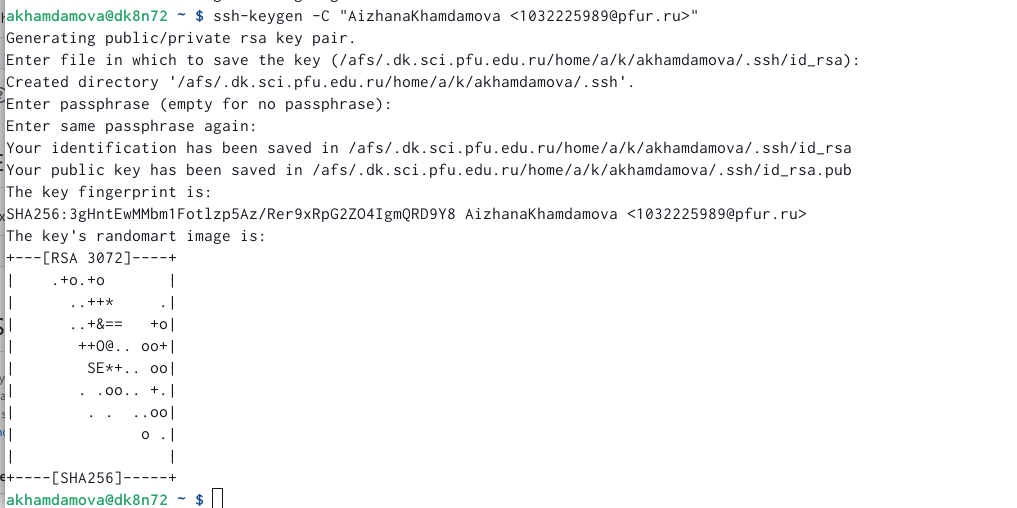 akhamdamova@dk8n72 ~ $ ssh-keygen -C "AizhanaKhamdamova <1032225989@pfur.ru>"
Generating public/private rsa key pair.
Enter file in which to save the key (/afs/.dk.sci.pfu.edu.ru/home/a/k/akhamdamova/.ssh/id_rsa):
Created directory '/afs/.dk.sci.pfu.edu.ru/home/a/k/akhamdamova/.ssh'.
Enter passphrase (empty for no passphrase):
Enter same passphrase again:
Your identification has been saved in /afs/.dk.sci.pfu.edu.ru/home/a/k/akhamdamova/.ssh/id_rsa
Your public key has been saved in /afs/.dk.sci.pfu.edu.ru/home/a/k/akhamdamova/.ssh/id_rsa.pub
The key fingerprint is:
SHA256:3gHntEwMMbm1Fotlzp5Az/Rer9xRpG2ZO4IgmQRD9Y8 AizhanaKhamdamova <1032225989@pfur.ru>
The key's randomart image is:
+---[RSA 3072]----+
|    .+o.+o       |
|      ..++*     .|
|      ..+&==   +o|
|       ++O@.. oo+|
|        SE*+.. oo|
|       . .oo.. +.|
|        . .  ..oo|
|              o .|
|                 |
+----[SHA256]-----+
akhamdamova@dk8n72 ~ $